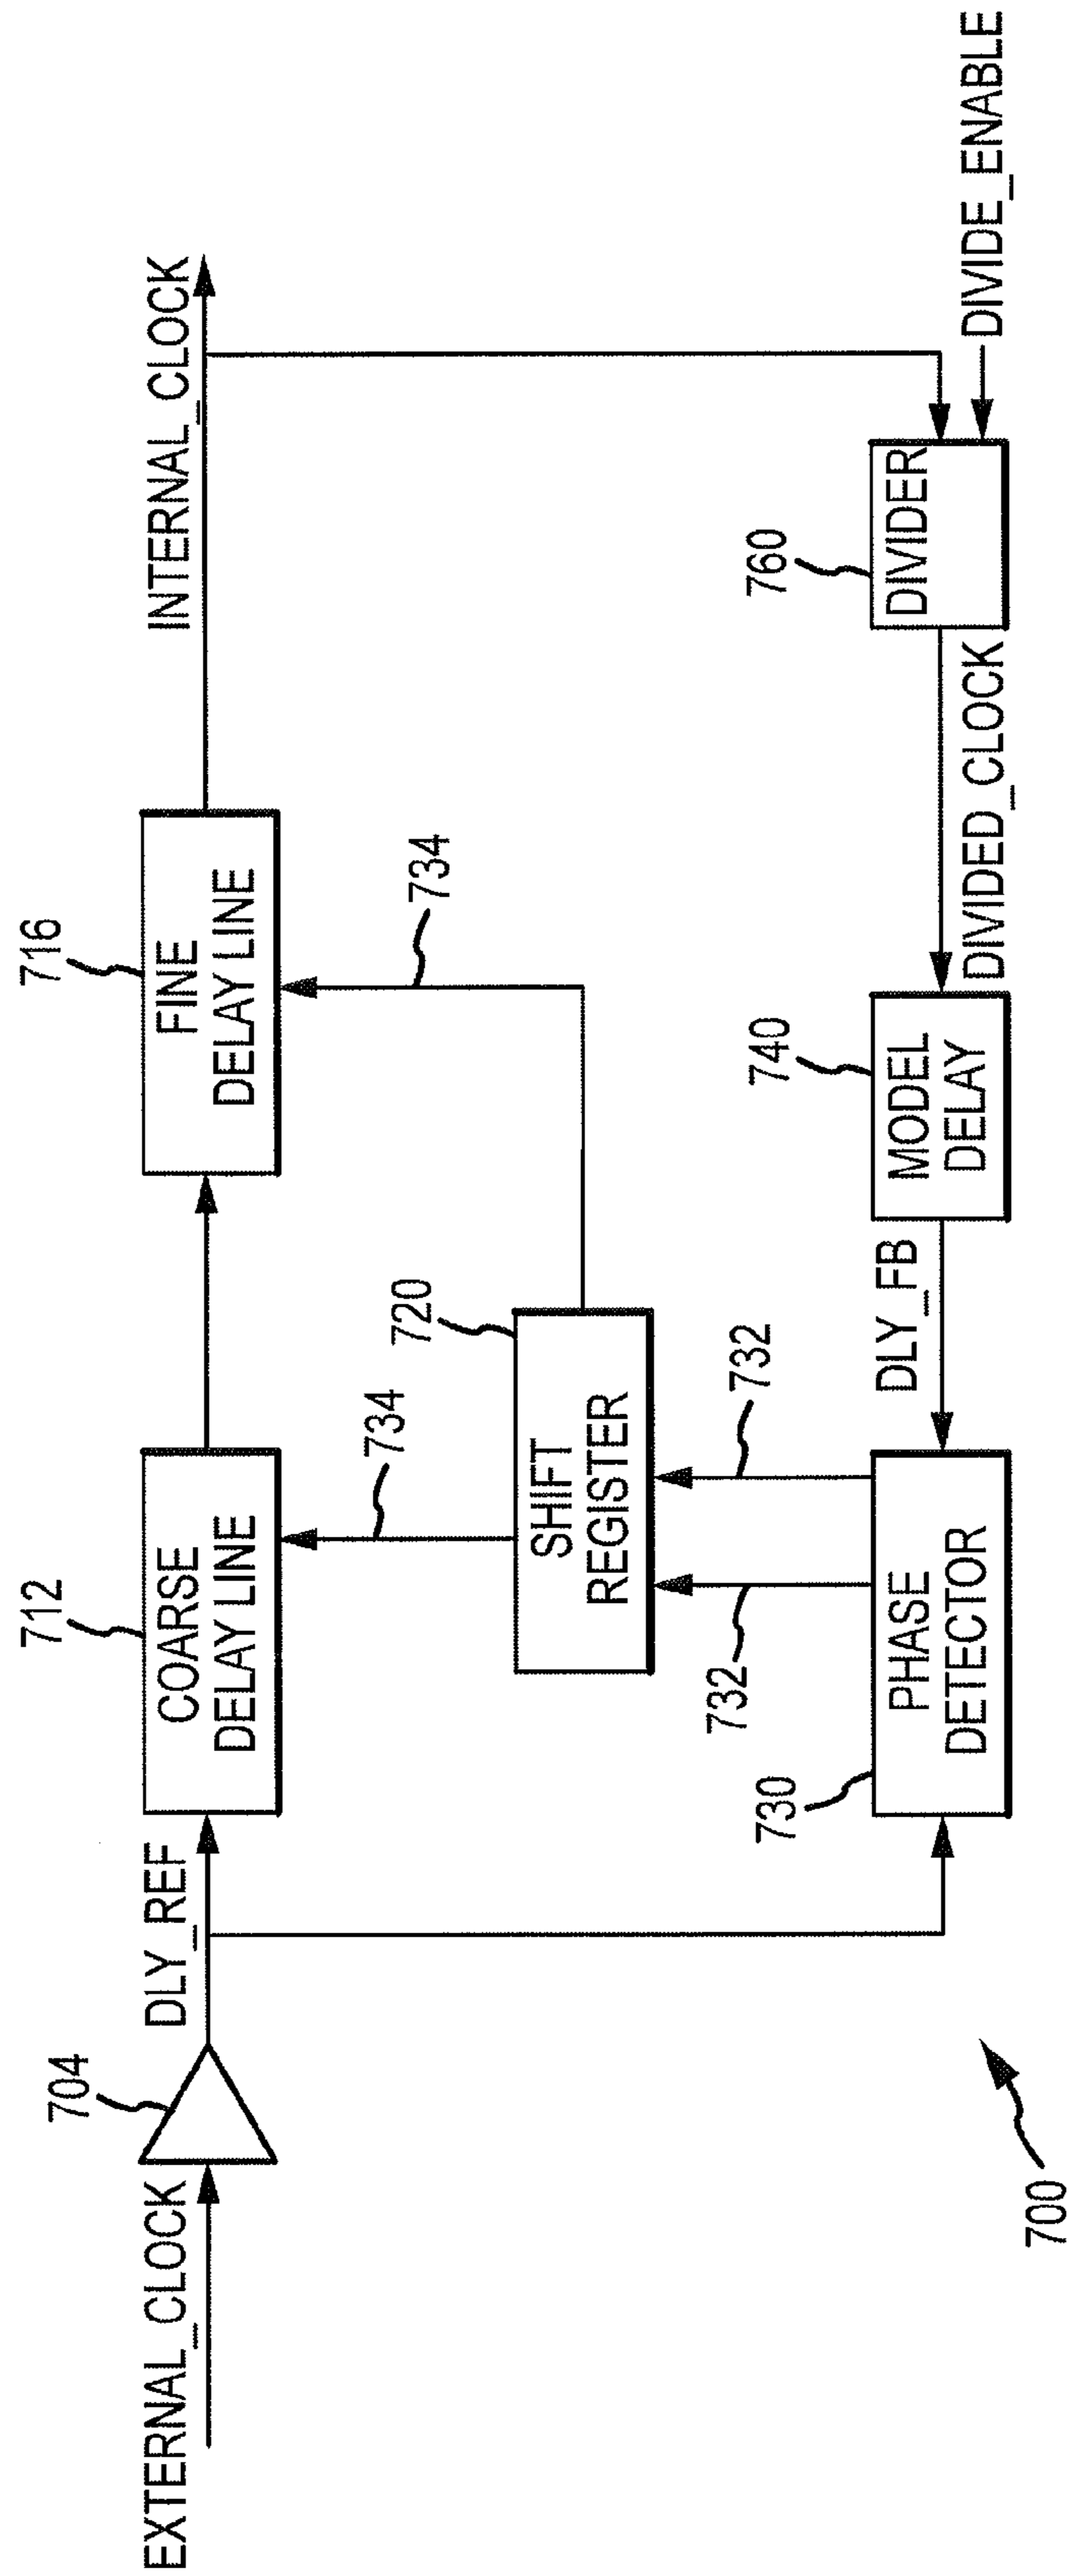 EXTERNAL_CLOCK
704
DLY_REF
712
COARSE
DELAY LINE
716
FINE
DELAY LINE
INTERNAL_CLOCK
734
734
720
SHIFT
REGISTER
732
732
730
PHASE
DETECTOR
DLY_FB
740
MODEL
DELAY
DIVIDED_CLOCK
760
DIVIDER
DIVIDE_ENABLE
700